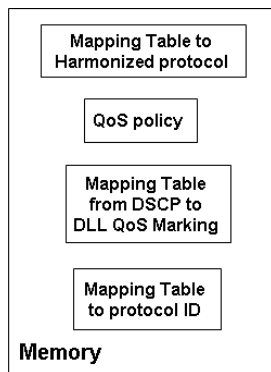 Mapping Table to
Harmonized protocol
QoS policy
Mapping Table
from DSCP to
DLL QoS Marking
Mapping Table
to protocol ID
Memory